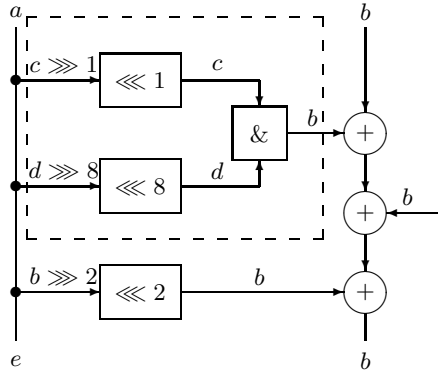 a b
c ⋙ 1 ⋘ 1 c
& b +
d ⋙ 8 ⋘ 8 d
+ b
b ⋙ 2 ⋘ 2 b +
e b